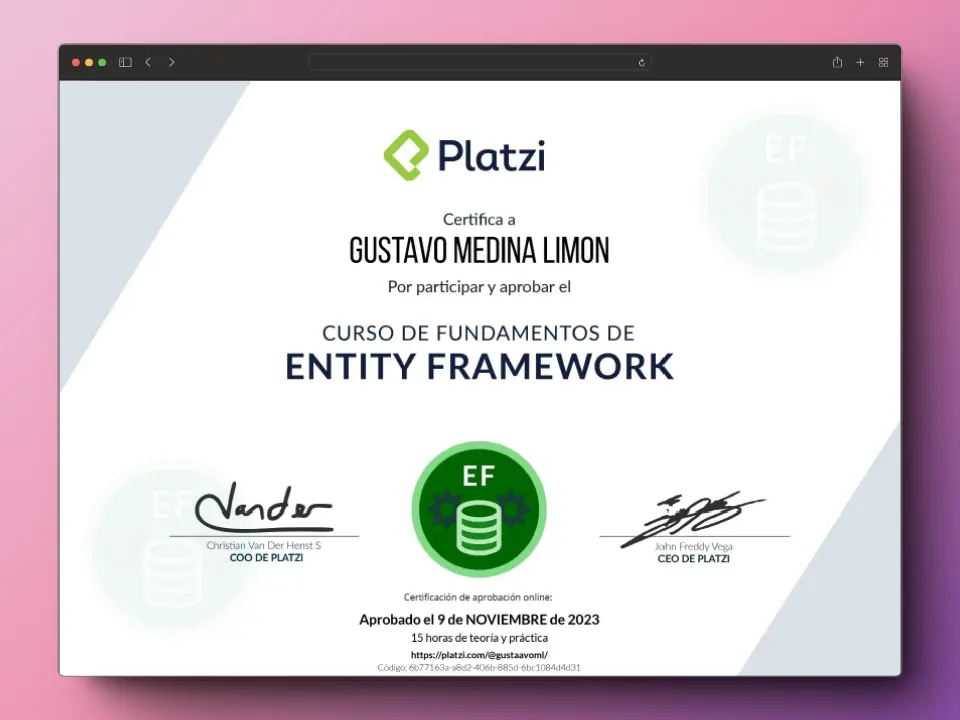 Platzi
EF
Certifica a
GUSTAVO MEDINA LIMON
Por participar y aprobar el
CURSO DE FUNDAMENTOS DE
ENTITY FRAMEWORK
EF
EF
Vander
Christian Van Der Henst S
COO DE PLATZI
John Freddy Vega
CEO DE PLATZI
Certificación de aprobación online:
Aprobado el 9 de NOVIEMBRE de 2023
15 horas de teoría y práctica
https://platzi.com/@gustaavoml/
Código: 6b77163a-a8d2-406b-885d-6bc1084d4d31